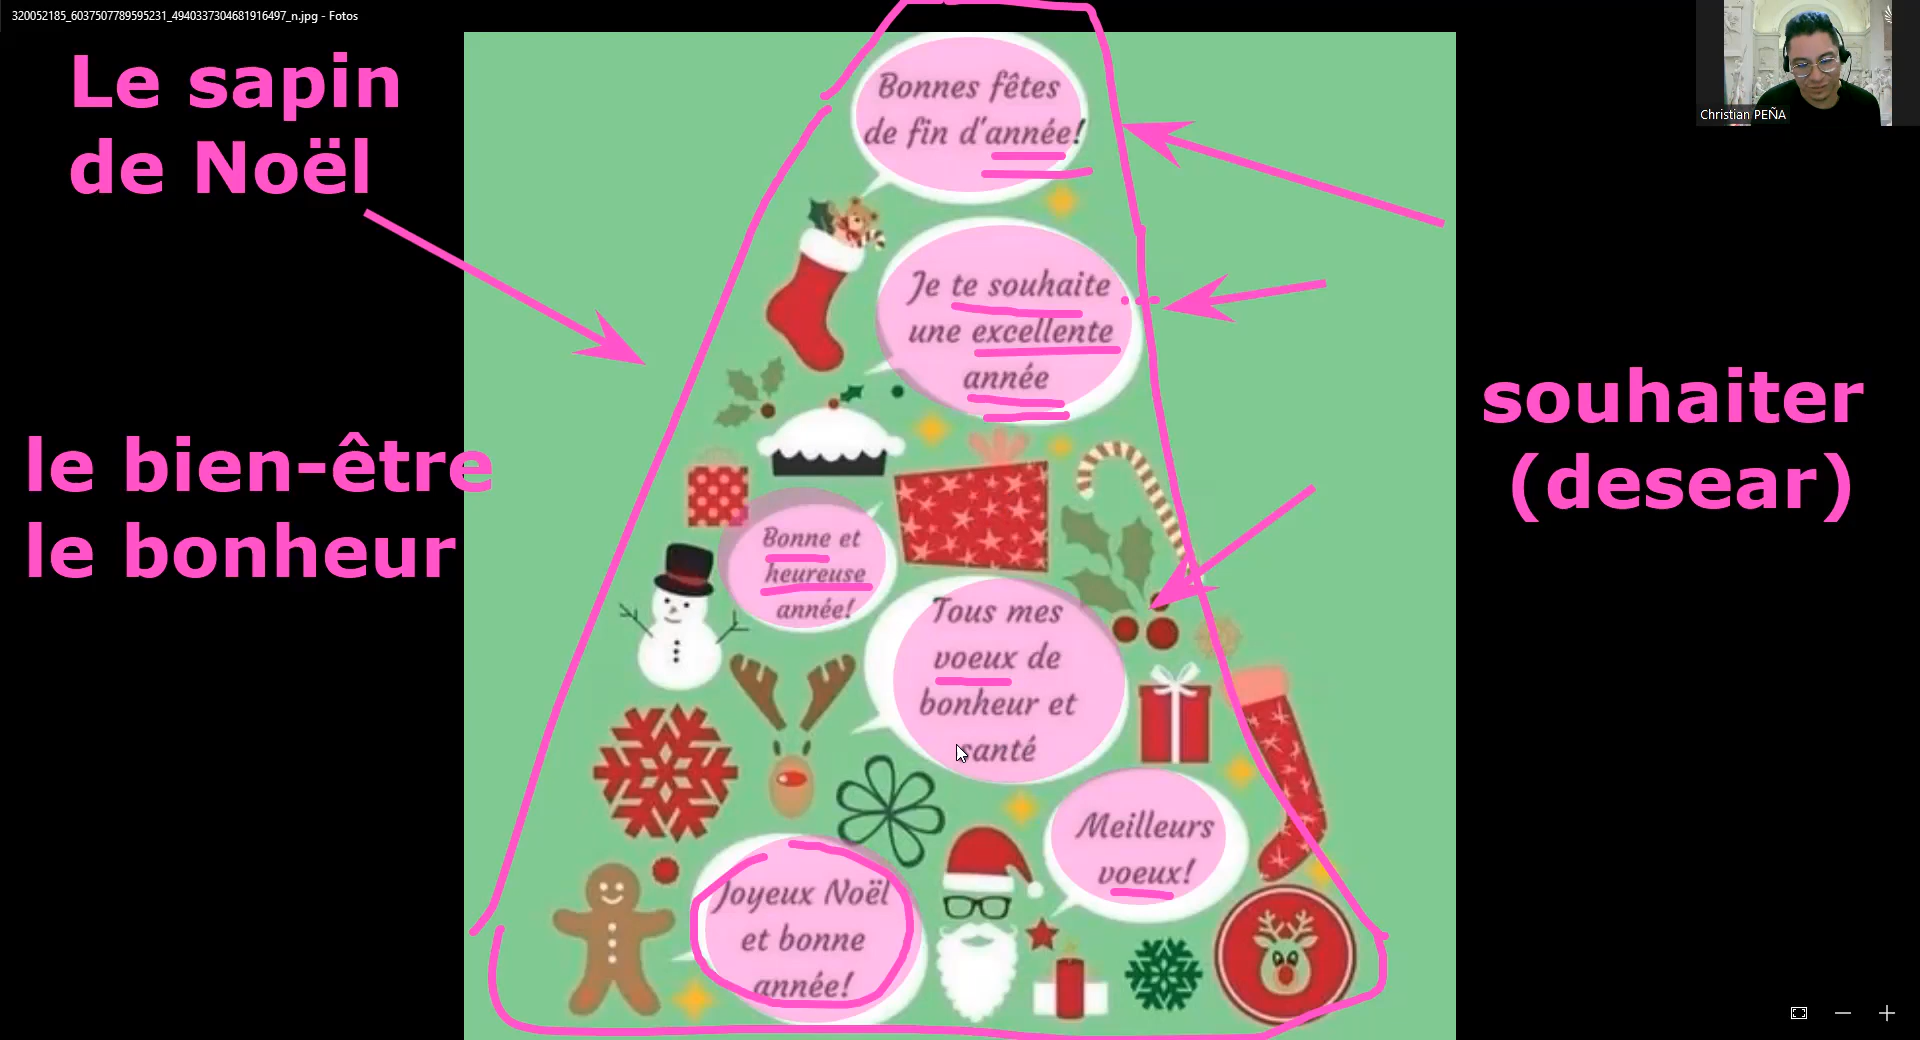 320052185_6037507789595231_4940337304681916497_n.jpg - Fotos
Christian PEÑA
Le sapin
de Noël
le bien-être
le bonheur
Bonnes fêtes
de fin d'année!
Je te souhaite
une excellente
année
Bonne et
heureuse
année!
Tous mes
voeux de
bonheur et
santé
Meilleurs
voeux!
Joyeux Noël
et bonne
année!
souhaiter
(desear)